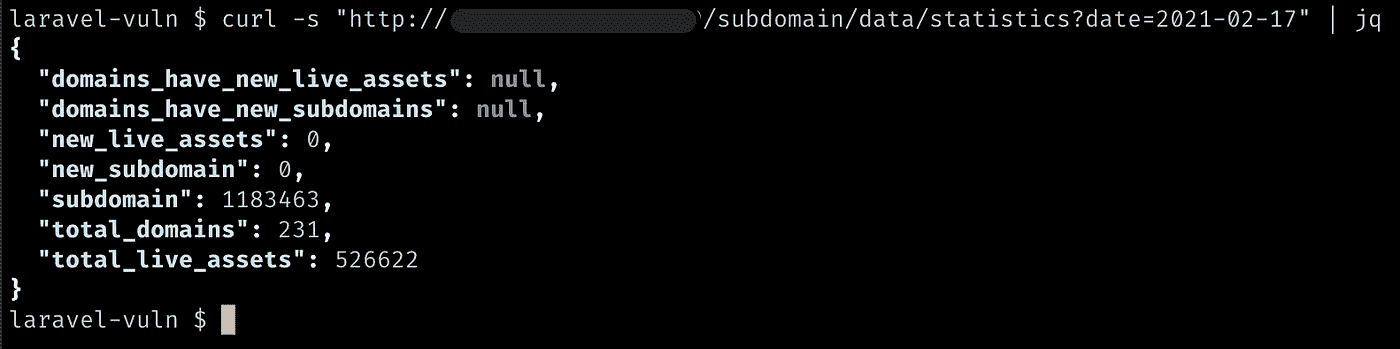 laravel-vuln $ curl -s "http:// /subdomain/data/statistics?date=2021-02-17" | jq
{
"domains_have_new_live_assets": null,
"domains_have_new_subdomains": null,
"new_live_assets": 0,
"new_subdomain": 0,
"subdomain": 1183463,
"total_domains": 231,
"total_live_assets": 526622
}
laravel-vuln $